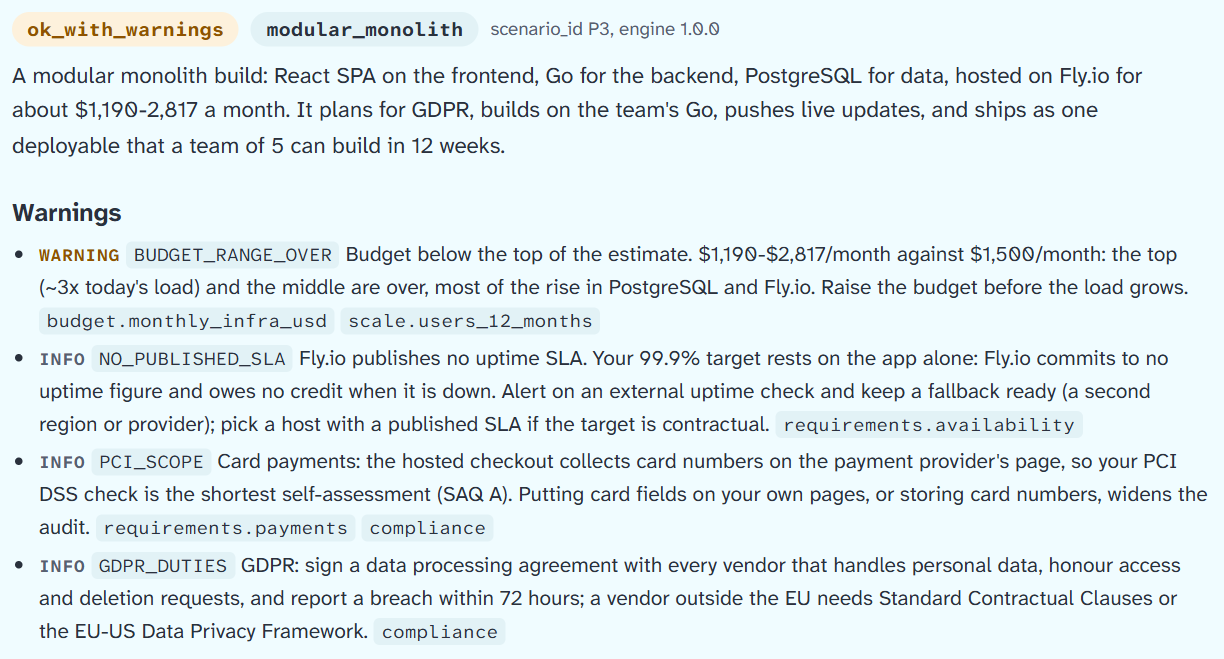 ok_with_warnings modular_monolith scenario_id P3, engine 1.0.0
A modular monolith build: React SPA on the frontend, Go for the backend, PostgreSQL for data, hosted on Fly.io for
about $1,190-2,817 a month. It plans for GDPR, builds on the team's Go, pushes live updates, and ships as one
deployable that a team of 5 can build in 12 weeks.
Warnings
• WARNING BUDGET_RANGE_OVER Budget below the top of the estimate. $1,190-$2,817/month against $1,500/month: the top
(~3x today's load) and the middle are over, most of the rise in PostgreSQL and Fly.io. Raise the budget before the load grows.
budget.monthly_infra_usd scale.users_12_months
• INFO NO_PUBLISHED_SLA Fly.io publishes no uptime SLA. Your 99.9% target rests on the app alone: Fly.io commits to no
uptime figure and owes no credit when it is down. Alert on an external uptime check and keep a fallback ready (a second
region or provider); pick a host with a published SLA if the target is contractual. requirements.availability
• INFO PCI_SCOPE Card payments: the hosted checkout collects card numbers on the payment provider's page, so your PCI
DSS check is the shortest self-assessment (SAQ A). Putting card fields on your own pages, or storing card numbers, widens the
audit. requirements.payments compliance
• INFO GDPR_DUTIES GDPR: sign a data processing agreement with every vendor that handles personal data, honour access
and deletion requests, and report a breach within 72 hours; a vendor outside the EU needs Standard Contractual Clauses or
the EU-US Data Privacy Framework. compliance